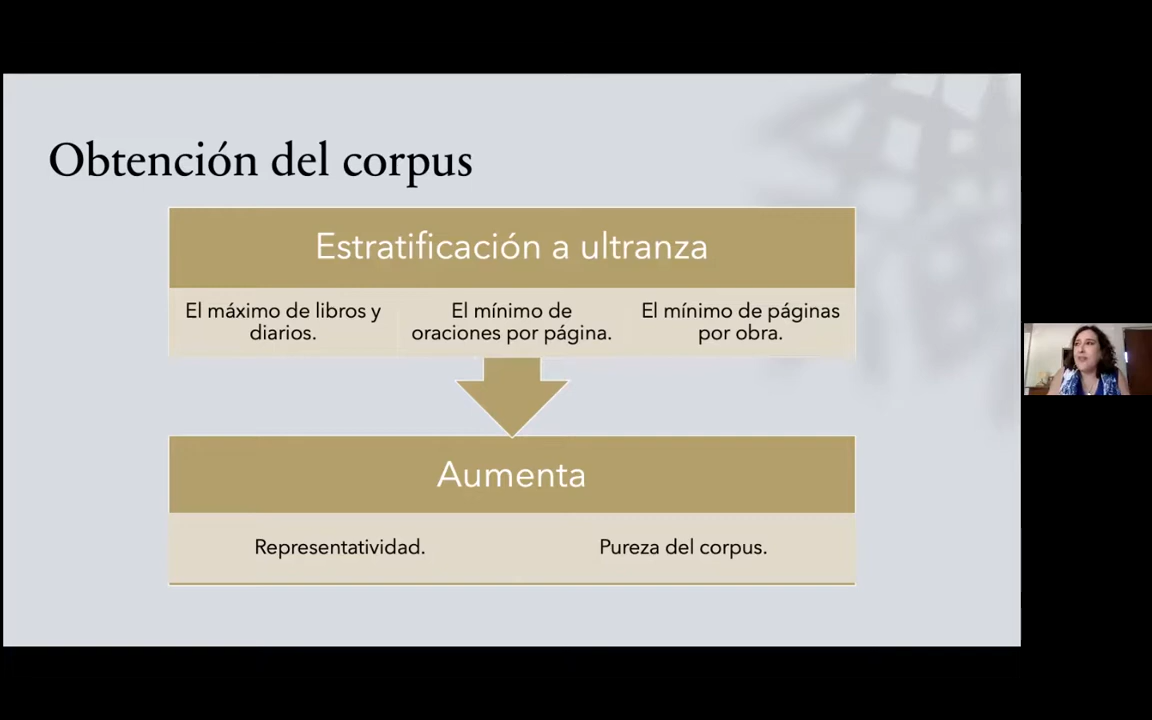 Obtención del corpus
Estratificación a ultranza
El máximo de libros y
diarios.
El mínimo de
oraciones por página.
El mínimo de páginas
por obra.
Aumenta
Representatividad.
Pureza del corpus.